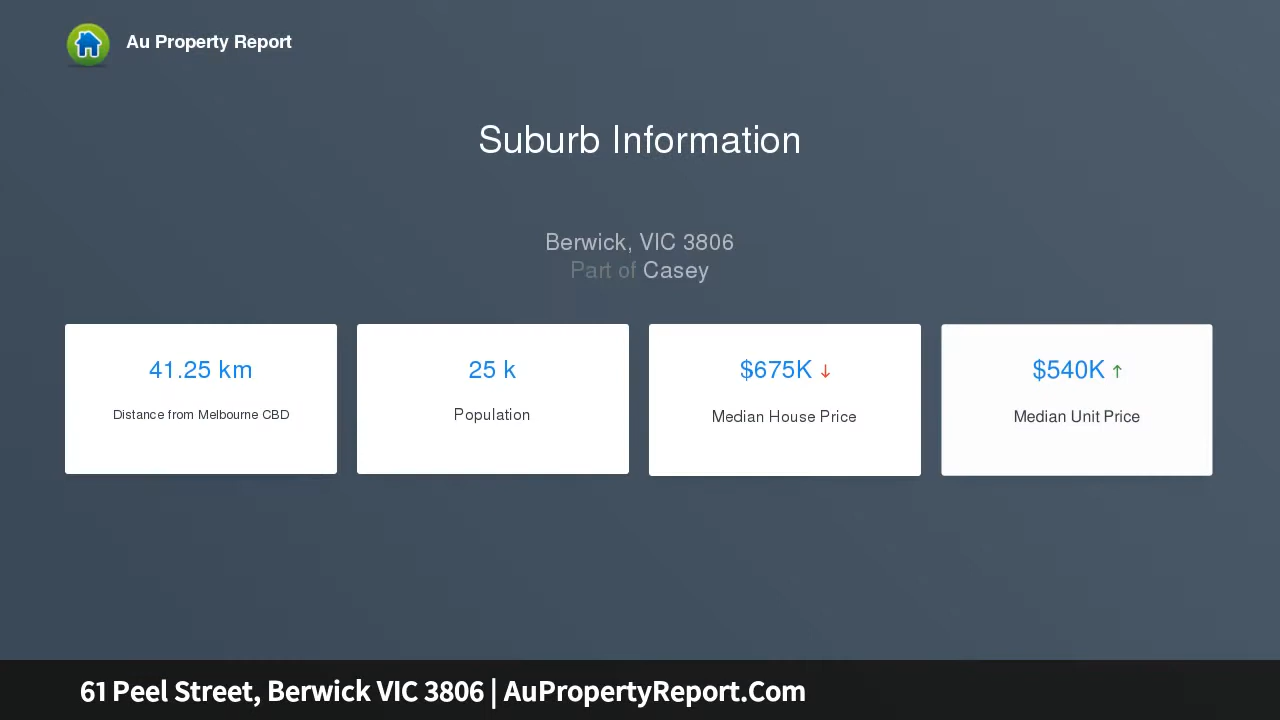 Au Property Report
Suburb Information
Berwick, VIC 3806
Part of Casey
41.25 km
Distance from Melbourne CBD
25 k
Population
$675K ↓
Median House Price
$540K ↑
Median Unit Price
61 Peel Street, Berwick VIC 3806 | AuPropertyReport.Com